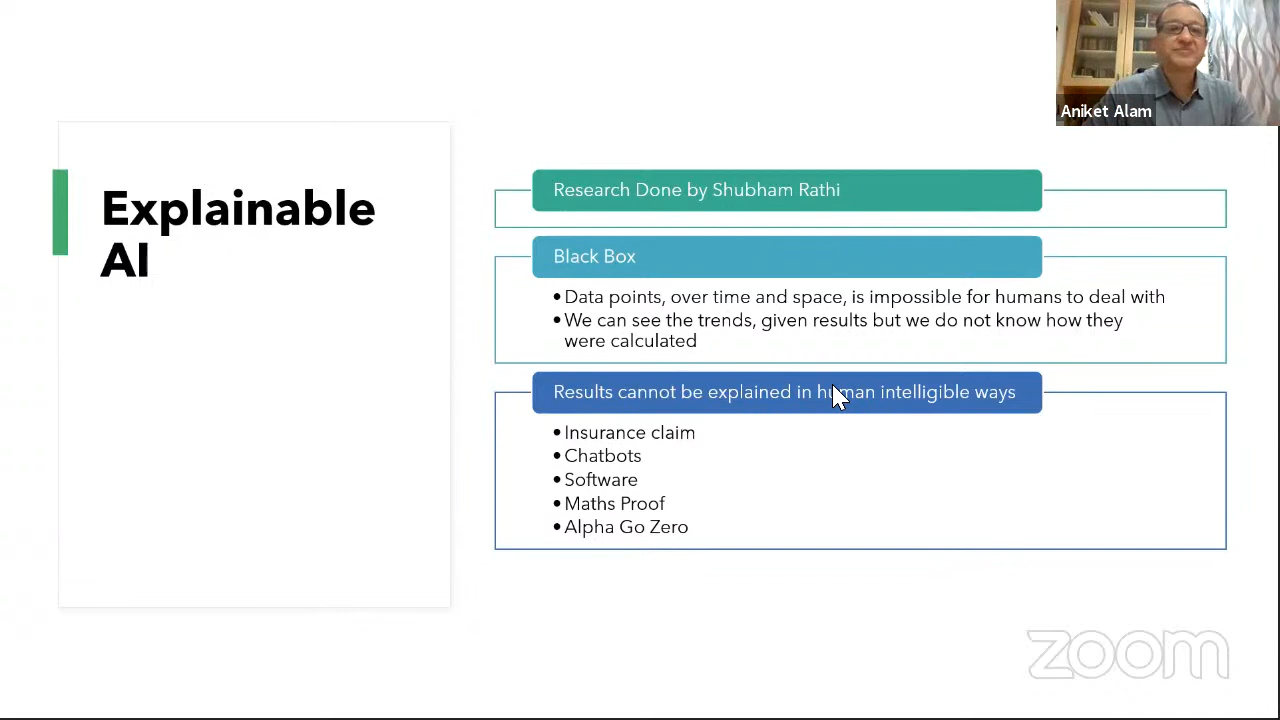 Aniket Alam
Explainable
AI
Research Done by Shubham Rathi
Black Box
• Data points, over time and space, is impossible for humans to deal with
• We can see the trends, given results but we do not know how they
were calculated
Results cannot be explained in human intelligible ways
• Insurance claim
• Chatbots
• Software
• Maths Proof
• Alpha Go Zero
zoom